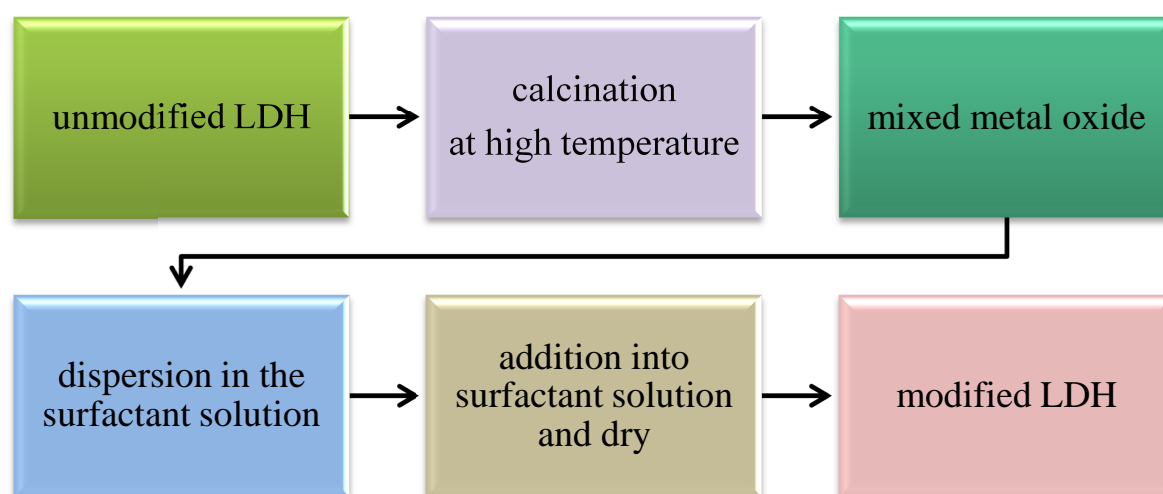 unmodified LDH
calcination
at high temperature
mixed metal oxide
dispersion in the
surfactant solution
addition into
surfactant solution
and dry
modified LDH